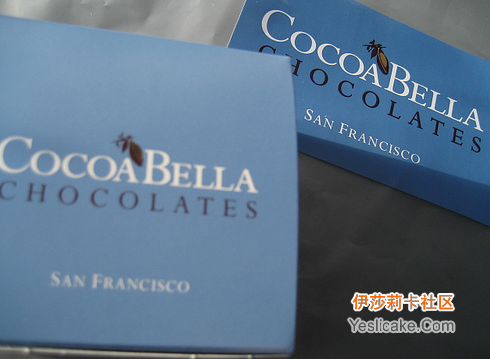 COCOABELLA
CHOCOLATES
SAN FRANCISCO
COCOABELLA
CHOCOLATES
SAN FRANCISCO
伊莎莉卡社区
Yeslicake.Com